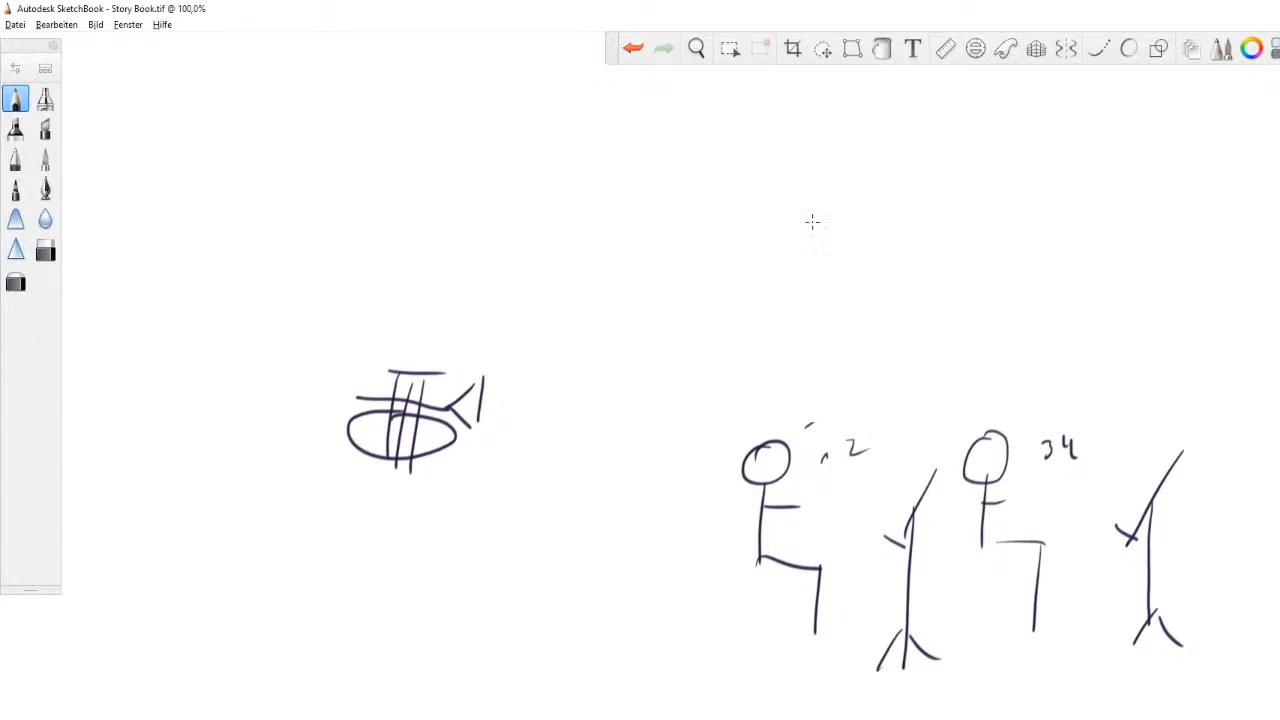 Autodesk SketchBook - Story Book.tif @ 100,0%
Datei Bearbeiten Bild Fenster Hilfe
2 34